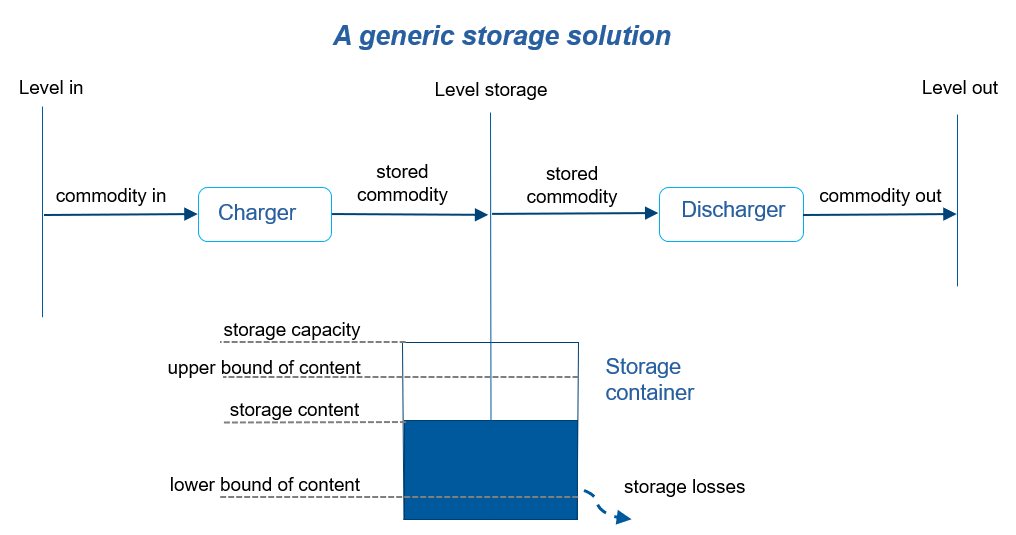 A generic storage solution
Level in
Level storage
Level out
commodity in
Charger
stored
commodity
stored
commodity
Discharger
commodity out
storage capacity
upper bound of content
Storage
container
storage content
lower bound of content
storage losses